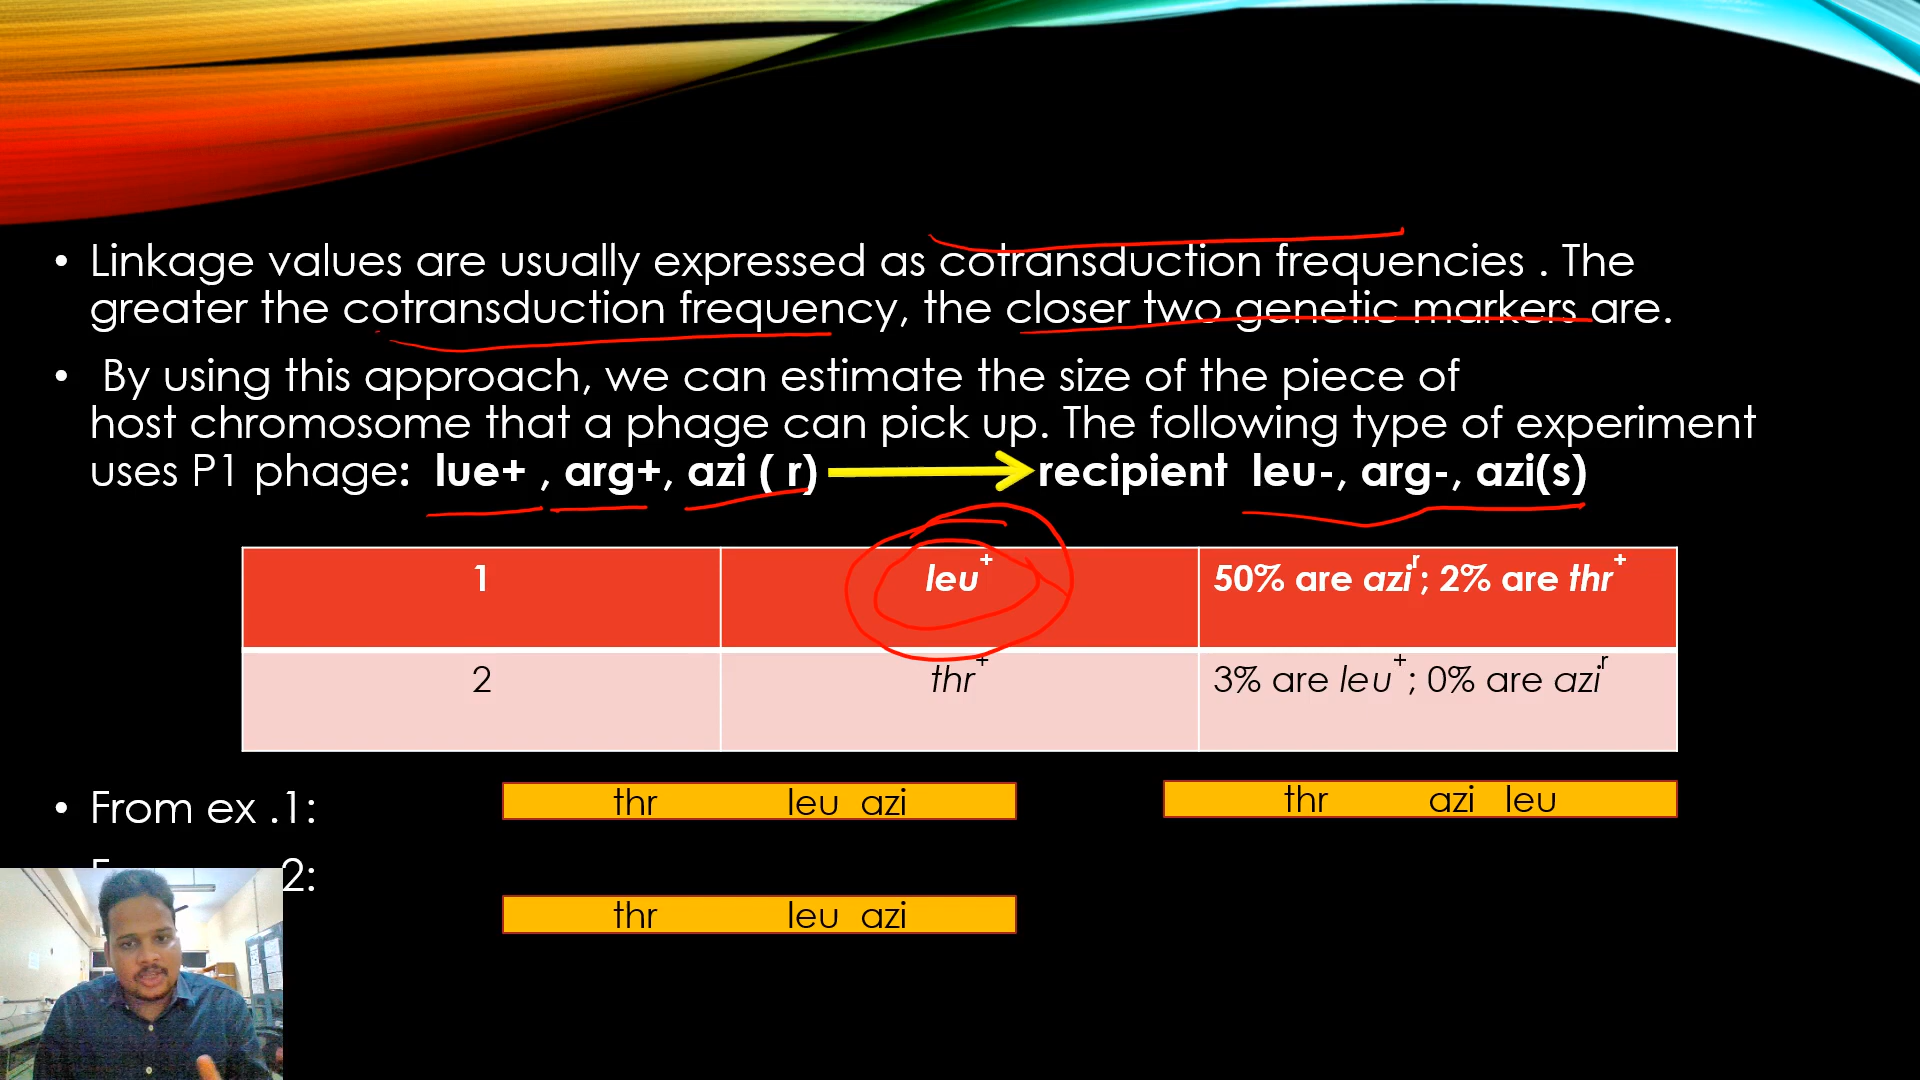 • Linkage values are usually expressed as cotransduction frequencies . The
greater the cotransduction frequency, the closer two genetic markers are.
• By using this approach, we can estimate the size of the piece of
host chromosome that a phage can pick up. The following type of experiment
uses P1 phage: lue+ , arg+, azi ( r) recipient leu-, arg-, azi(s)
1 leu⁺ 50% are aziʳ; 2% are thr⁺
2 thr⁺ 3% are leu⁺; 0% are aziʳ
• From ex .1: thr leu azi thr azi leu
2:
thr leu azi